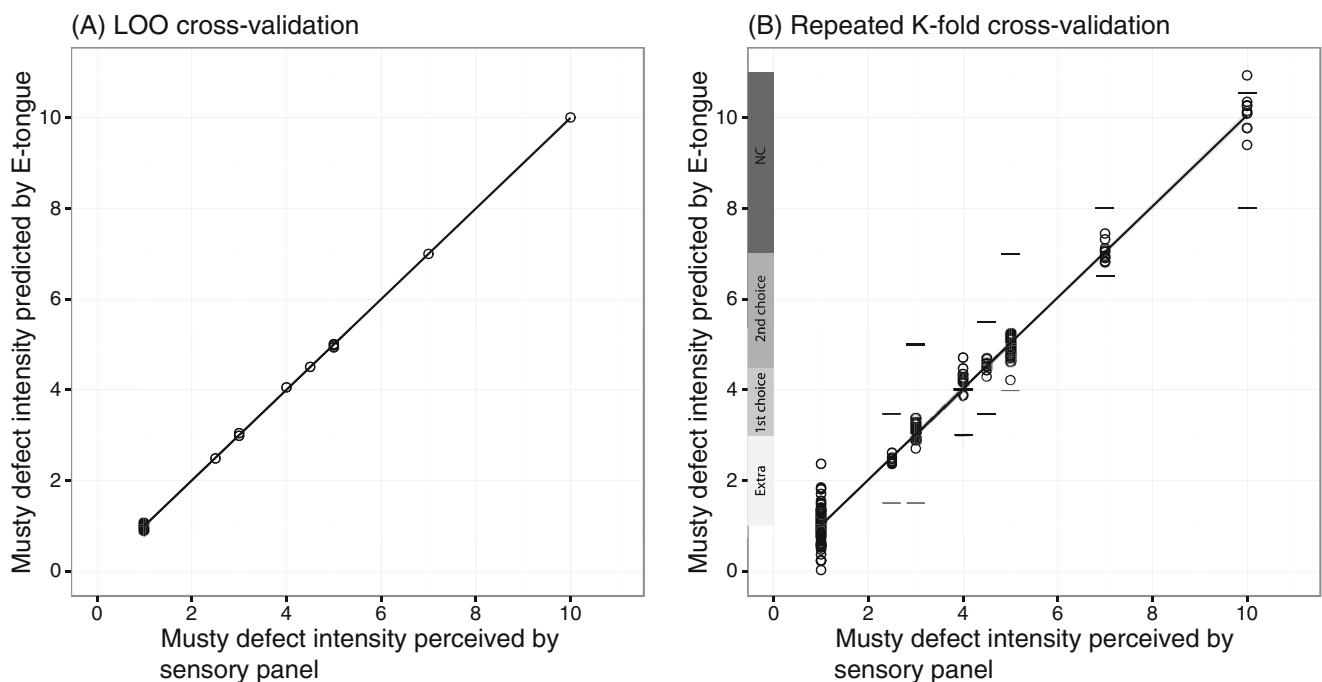 (A) LOO cross-validation
Musty defect intensity predicted by E-tongue
10
8
6
4
2
0
0 2 4 6 8 10
Musty defect intensity perceived by
sensory panel
(B) Repeated K-fold cross-validation
Musty defect intensity predicted by E-tongue
10
8
6
4
2
0
NC
2nd choice
1st choice
Extra
0 2 4 6 8 10
Musty defect intensity perceived by
sensory panel